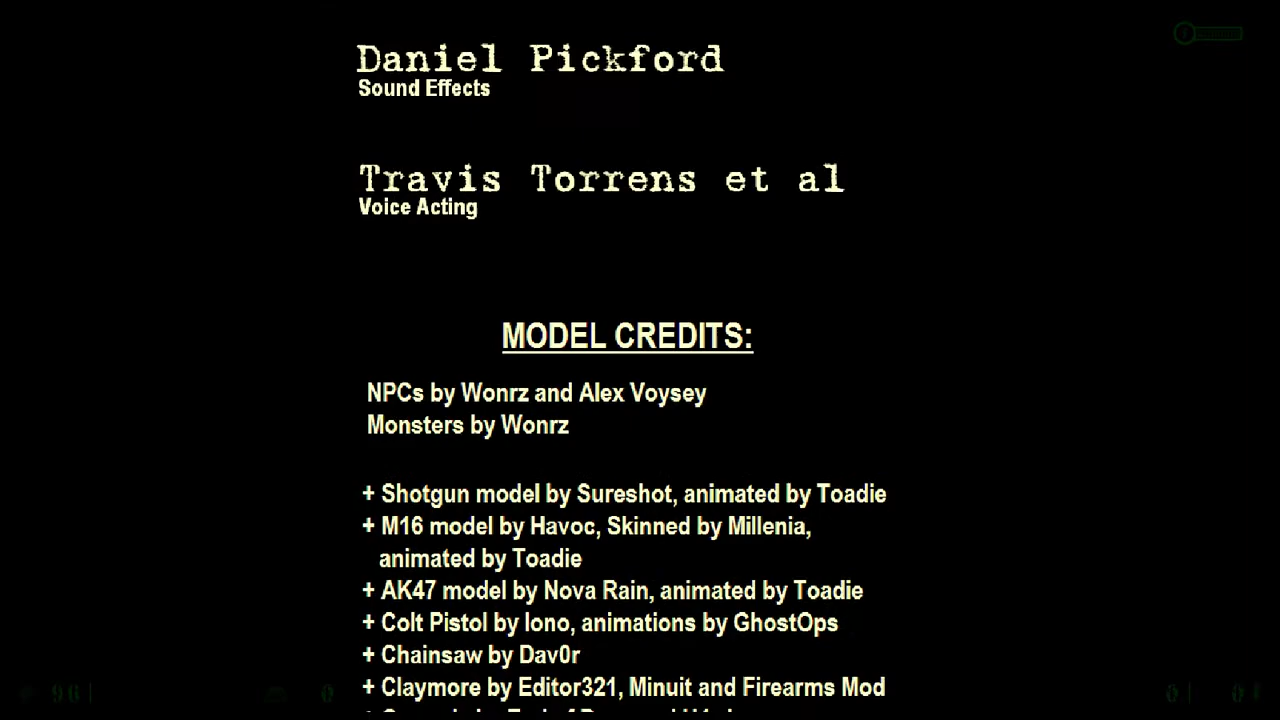 Daniel Pickford
Sound Effects
Travis Torrens et al
Voice Acting
MODEL CREDITS:
NPCs by Wonrz and Alex Voysey
Monsters by Wonrz
+ Shotgun model by Sureshot, animated by Toadie
+ M16 model by Havoc, Skinned by Millenia,
animated by Toadie
+ AK47 model by Nova Rain, animated by Toadie
+ Colt Pistol by Iono, animations by GhostOps
+ Chainsaw by Dav0r
+ Claymore by Editor321, Minuit and Firearms Mod
96
0